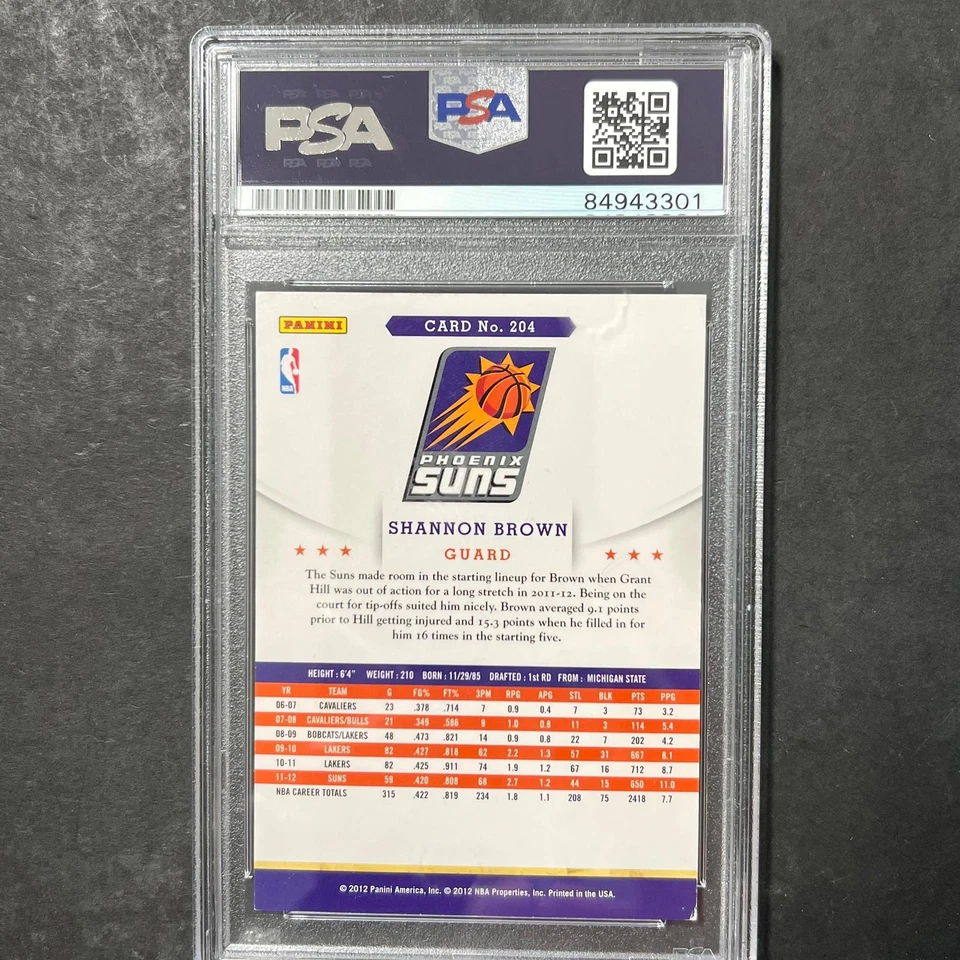 PSA
PSA
PSA PSA PSA
PSA PSA PSA
84943301
PANINI
CARD No. 204
NBA
PHOENIX
SUNS
SHANNON BROWN
GUARD
The Suns made room in the starting lineup for Brown when Grant
Hill was out of action for a long stretch in 2011-12. Being on the
court for tip-offs suited him nicely. Brown averaged 9.1 points
prior to Hill getting injured and 15.3 points when he filled in for
him 16 times in the starting five.
HEIGHT : 6'4" WEIGHT : 210 BORN : 11/29/85 DRAFTED : 1st RD FROM : MICHIGAN STATE
YR TEAM G FG% FT% 3PM RPG APG STL BLK PTS PPG
06-07 CAVALIERS 23 .378 .714 7 0.9 0.4 7 3 73 3.2
07-08 CAVALIERS/BULLS 21 .349 .586 9 1.0 0.8 11 3 114 5.4
08-09 BOBCATS/LAKERS 48 .473 .821 14 0.9 0.8 22 7 202 4.2
09-10 LAKERS 82 .427 .818 62 2.2 1.3 57 31 667 8.1
10-11 LAKERS 82 .425 .911 74 1.9 1.2 67 16 712 8.7
11-12 SUNS 59 .420 .808 68 2.7 1.2 44 15 650 11.0
NBA CAREER TOTALS 315 .422 .819 234 1.8 1.1 208 75 2418 7.7
© 2012 Panini America, Inc. © 2012 NBA Properties, Inc. Printed in the USA.
PSA